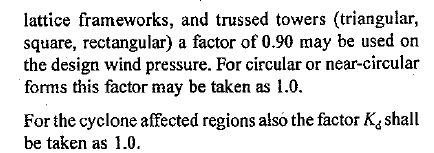 lattice frameworks, and trussed towers (triangular,
square, rectangular) a factor of 0.90 may be used on
the design wind pressure. For circular or near-circular
forms this factor may be taken as 1.0.
For the cyclone affected regions also the factor K_d shall
be taken as 1.0.